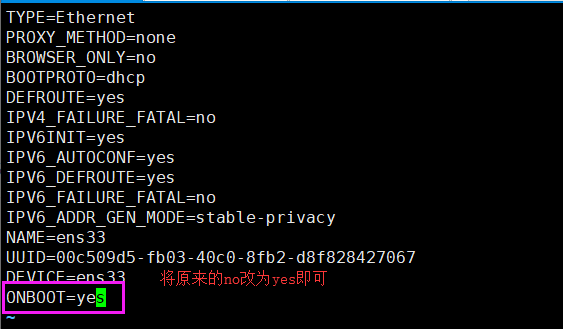 TYPE=Ethernet
PROXY_METHOD=none
BROWSER_ONLY=no
BOOTPROTO=dhcp
DEFROUTE=yes
IPV4_FAILURE_FATAL=no
IPV6INIT=yes
IPV6_AUTOCONF=yes
IPV6_DEFROUTE=yes
IPV6_FAILURE_FATAL=no
IPV6_ADDR_GEN_MODE=stable-privacy
NAME=ens33
UUID=00c509d5-fb03-40c0-8fb2-d8f828427067
DEVICE=ens33 将原来的no改为yes即可
ONBOOT=yes
~